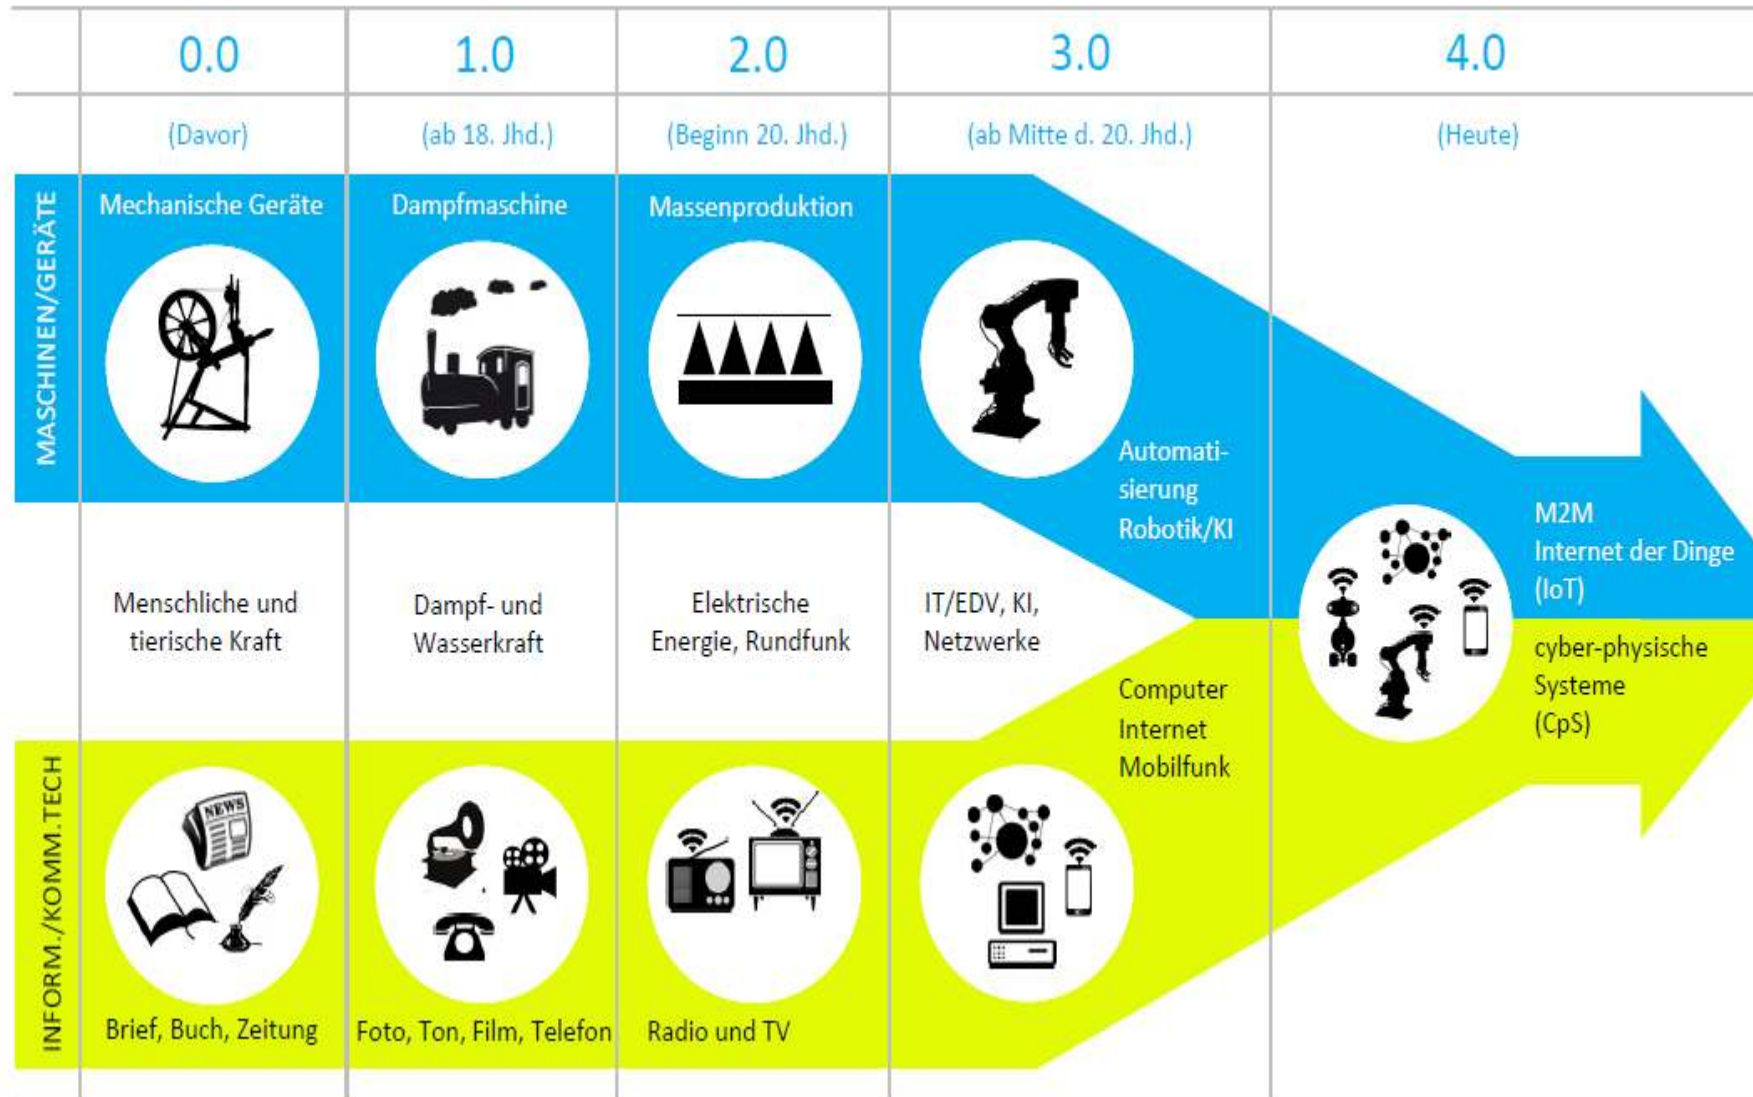 0.0
1.0
2.0
3.0
4.0
(Davor)
(ab 18. Jhd.)
(Beginn 20. Jhd.)
(ab Mitte d. 20. Jhd.)
(Heute)
MASCHINEN/GERÄTE
Mechanische Geräte
Dampfmaschine
Massenproduktion
Automati-
sierung
Robotik/KI
M2M
Internet der Dinge
(IoT)
Menschliche und
tierische Kraft
Dampf- und
Wasserkraft
Elektrische
Energie, Rundfunk
IT/EDV, KI,
Netzwerke
cyber-physische
Systeme
(CpS)
Computer
Internet
Mobilfunk
INFORM./KOMM.TECH
NEWS
Brief, Buch, Zeitung
Foto, Ton, Film, Telefon
Radio und TV